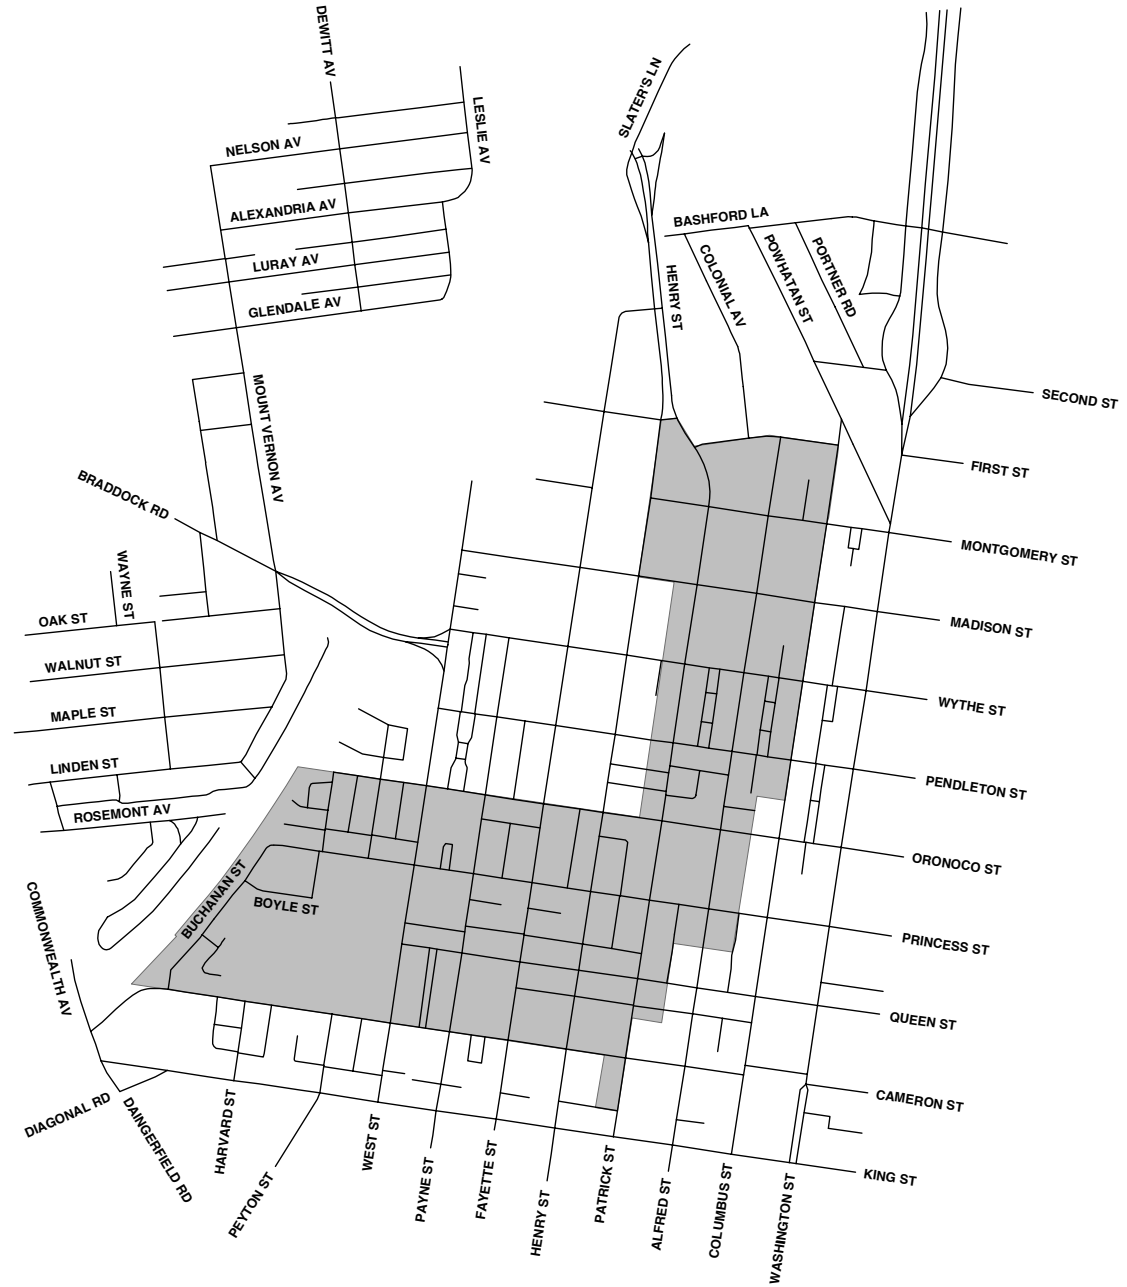 DEWITT AV
SLATER'S LN
LESLIE AV
NELSON AV
ALEXANDRIA AV
BASHFORD LA
LURAY AV
GLENDALE AV
HENRY ST
COLONIAL AV
POWHATAN ST
PORTNER RD
SECOND ST
MOUNT VERNON AV
FIRST ST
BRADDOCK RD
MONTGOMERY ST
WAYNE ST
OAK ST
MADISON ST
WALNUT ST
WYTHE ST
MAPLE ST
LINDEN ST
PENDLETON ST
ROSEMONT AV
ORONOCO ST
BUCHANAN ST
BOYLE ST
COMMONWEALTH AV
PRINCESS ST
QUEEN ST
CAMERON ST
DIAGONAL RD
DAINGERFIELD RD
HARVARD ST
PEYTON ST
WEST ST
PAYNE ST
FAYETTE ST
HENRY ST
PATRICK ST
ALFRED ST
COLUMBUS ST
WASHINGTON ST
KING ST